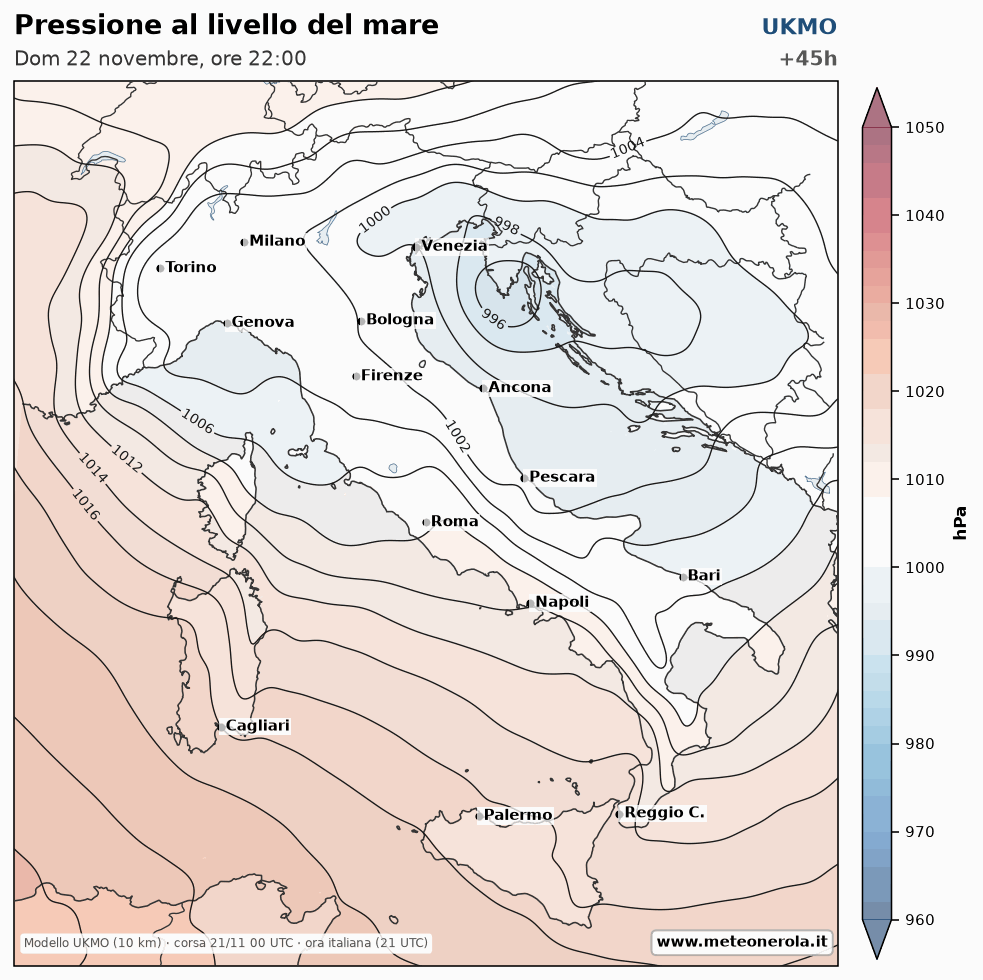 Pressione al livello del mare
UKMO
Dom 22 novembre, ore 22:00
+45h
1004
1000
998
Milano
Venezia
Torino
996
Genova
Bologna
Firenze
Ancona
1006
1002
1012
1014
Pescara
1016
Roma
Bari
Napoli
Cagliari
Palermo
Reggio C.
Modello UKMO (10 km) · corsa 21/11 00 UTC · ora italiana (21 UTC)
www.meteonerola.it
1050
1040
1030
1020
1010
1000
990
980
970
960
hPa